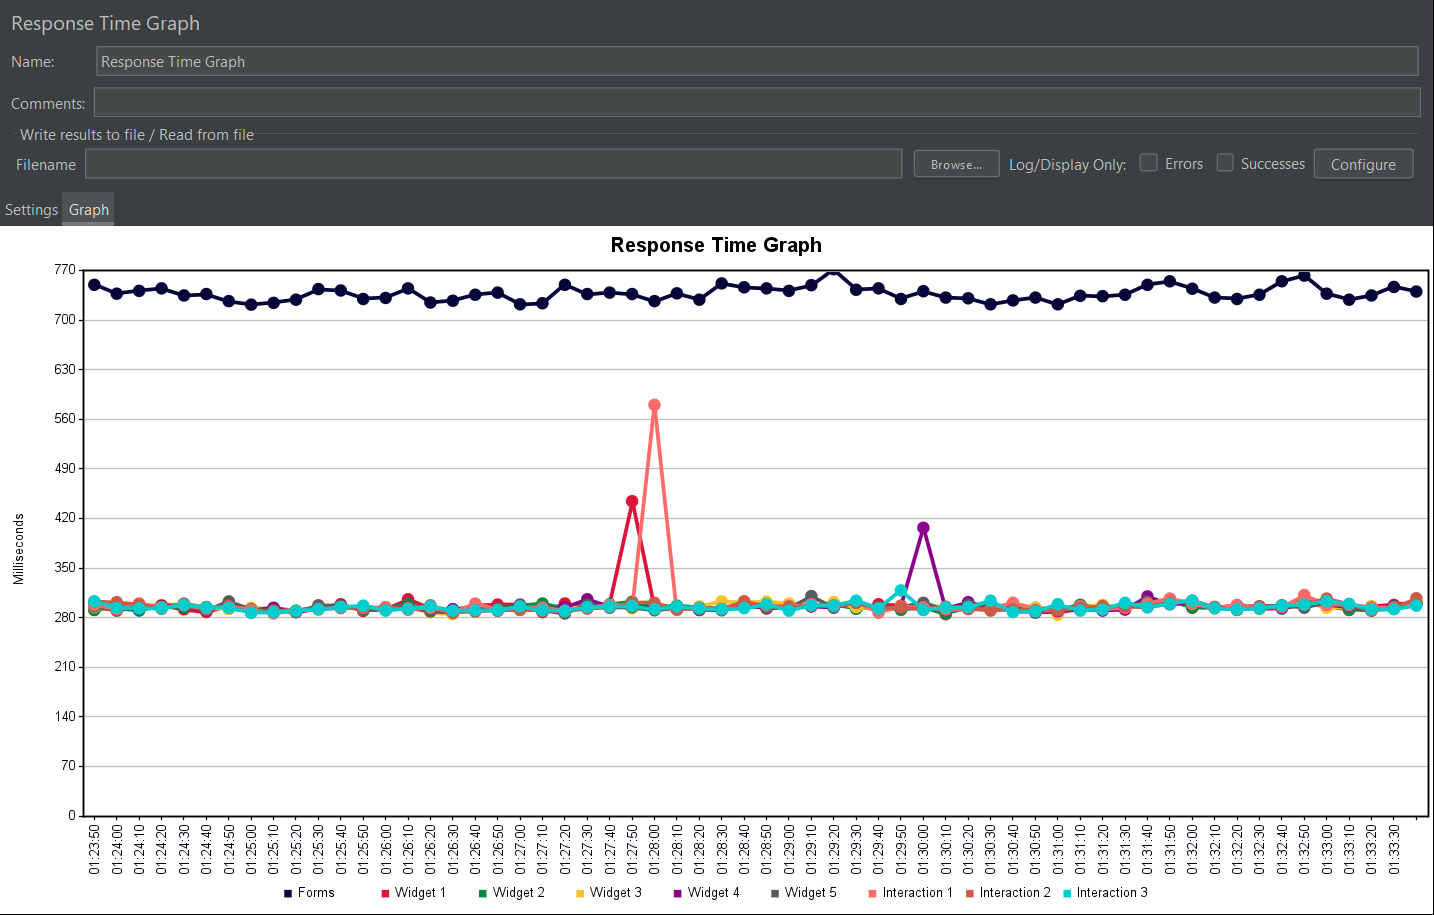 Response Time Graph
Name: Response Time Graph
Comments:
Write results to file / Read from file
Filename Browse... Log/Display Only: Errors Successes Configure
Settings Graph
Response Time Graph
770
700
630
560
490
420
350
280
210
140
70
0
Milliseconds
01:23:50 01:24:00 01:24:10 01:24:20 01:24:30 01:24:40 01:24:50 01:25:00 01:25:10 01:25:20 01:25:30 01:25:40 01:25:50 01:26:00 01:26:10 01:26:20 01:26:30 01:26:40 01:26:50 01:27:00 01:27:10 01:27:20 01:27:30 01:27:40 01:27:50 01:28:00 01:28:10 01:28:20 01:28:30 01:28:40 01:28:50 01:29:00 01:29:10 01:29:20 01:29:30 01:29:40 01:29:50 01:30:00 01:30:10 01:30:20 01:30:30 01:30:40 01:30:50 01:31:00 01:31:10 01:31:20 01:31:30 01:31:40 01:31:50 01:32:00 01:32:10 01:32:20 01:32:30 01:32:40 01:32:50 01:33:00 01:33:10 01:33:20 01:33:30
Forms Widget 1 Widget 2 Widget 3 Widget 4 Widget 5 Interaction 1 Interaction 2 Interaction 3